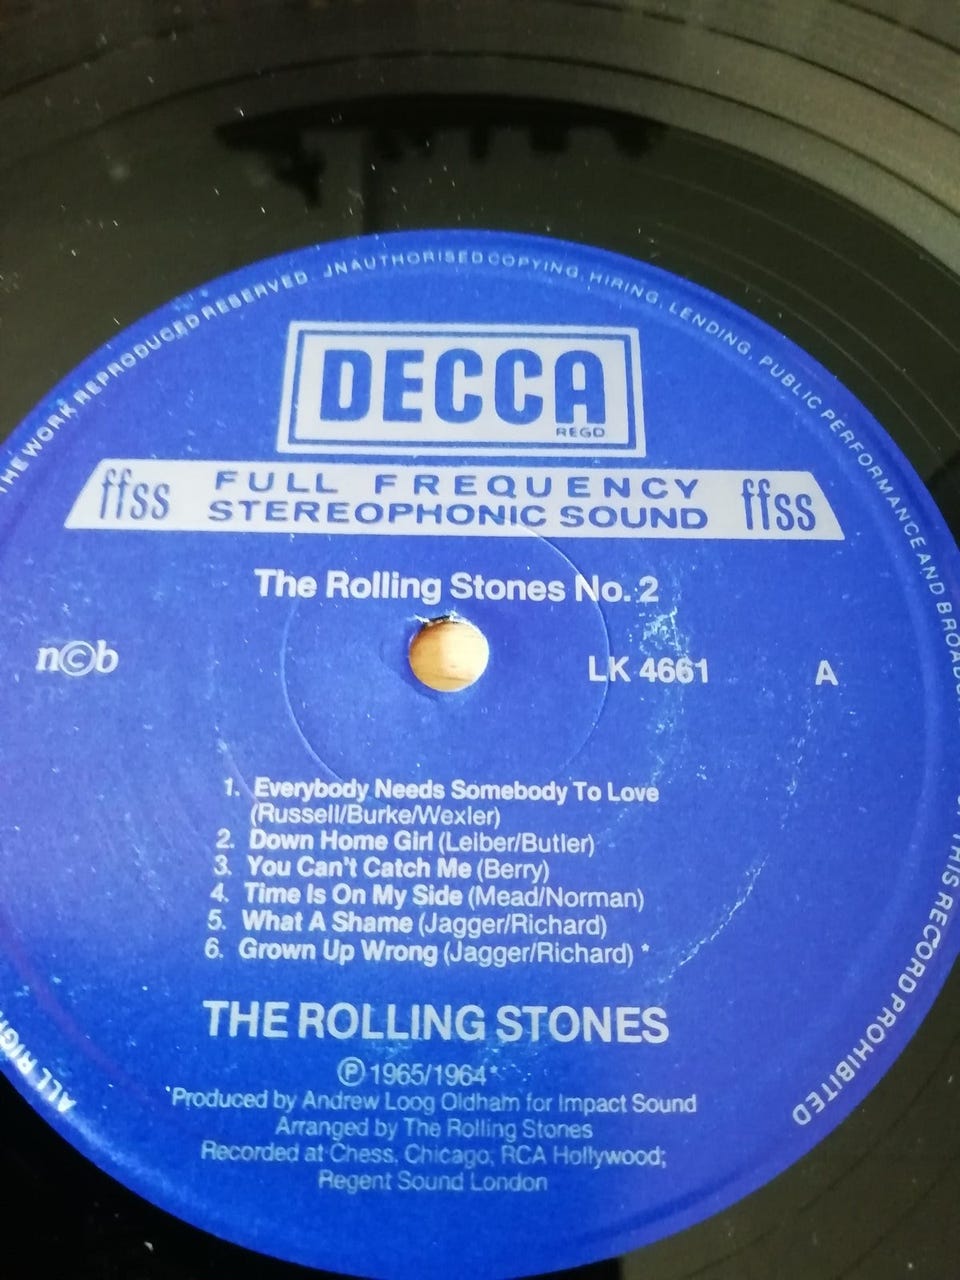 THE WORK REPRODUCED RESERVED. UNAUTHORISED COPYING, HIRING, LENDING, PUBLIC PERFORMANCE AND BROAD
DECCA
REGD
ffss FULL FREQUENCY ffss
STEREOPHONIC SOUND
The Rolling Stones No. 2
n©b LK 4661 A
1. Everybody Needs Somebody To Love
(Russell/Burke/Wexler)
2. Down Home Girl (Leiber/Butler)
3. You Can't Catch Me (Berry)
4. Time Is On My Side (Mead/Norman)
5. What A Shame (Jagger/Richard)
6. Grown Up Wrong (Jagger/Richard) *
THE ROLLING STONES
℗ 1965/1964*
*Produced by Andrew Loog Oldham for Impact Sound
Arranged by The Rolling Stones
Recorded at Chess, Chicago; RCA Hollywood;
Regent Sound London
OF THIS RECORD PROHIBITED
ALL RIGH